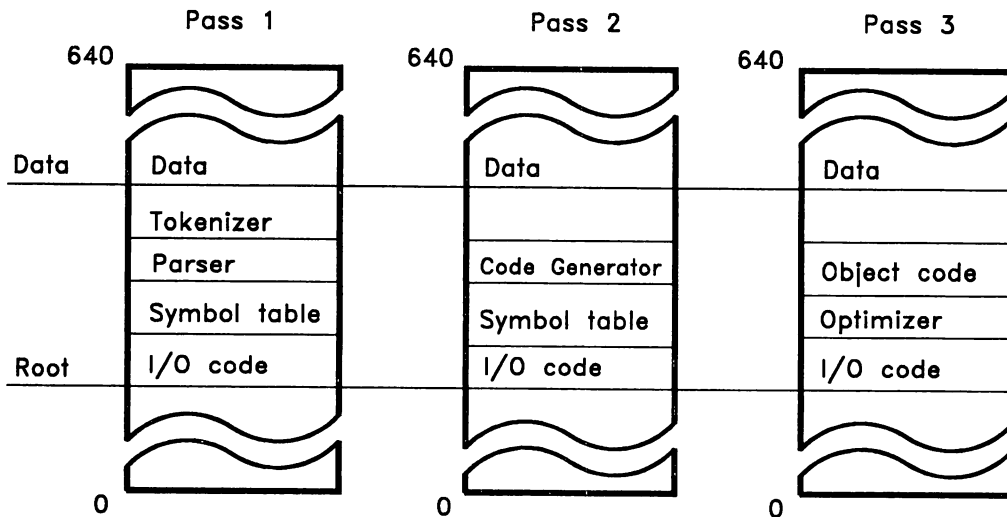 Pass 1
Pass 2
Pass 3
640
640
640
Data
Data
Data
Data
Tokenizer
Parser
Code Generator
Object code
Symbol table
Symbol table
Optimizer
Root
I/O code
I/O code
I/O code
0
0
0